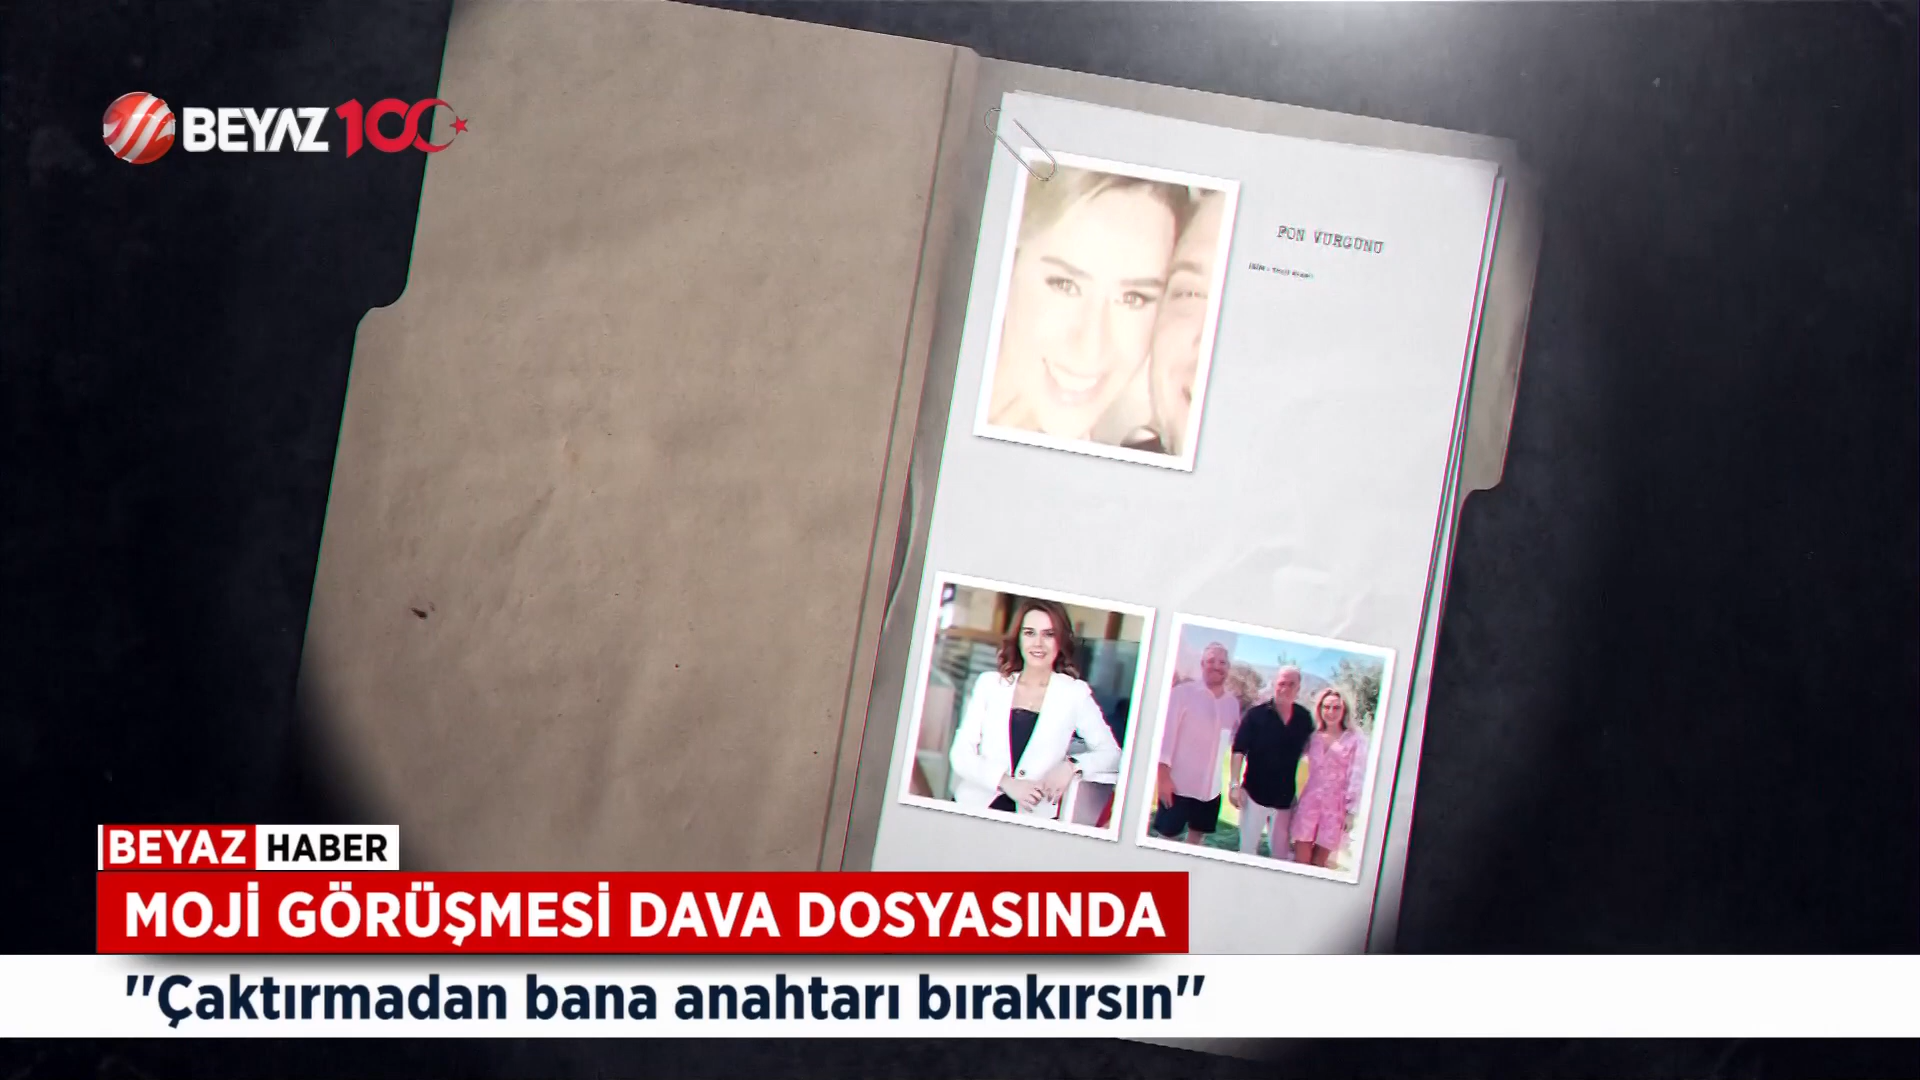 BEYAZ 100
FON VURGUNU
BEYAZ HABER
MOJİ GÖRÜŞMESİ DAVA DOSYASINDA
"Çaktırmadan bana anahtarı bırakırsın"